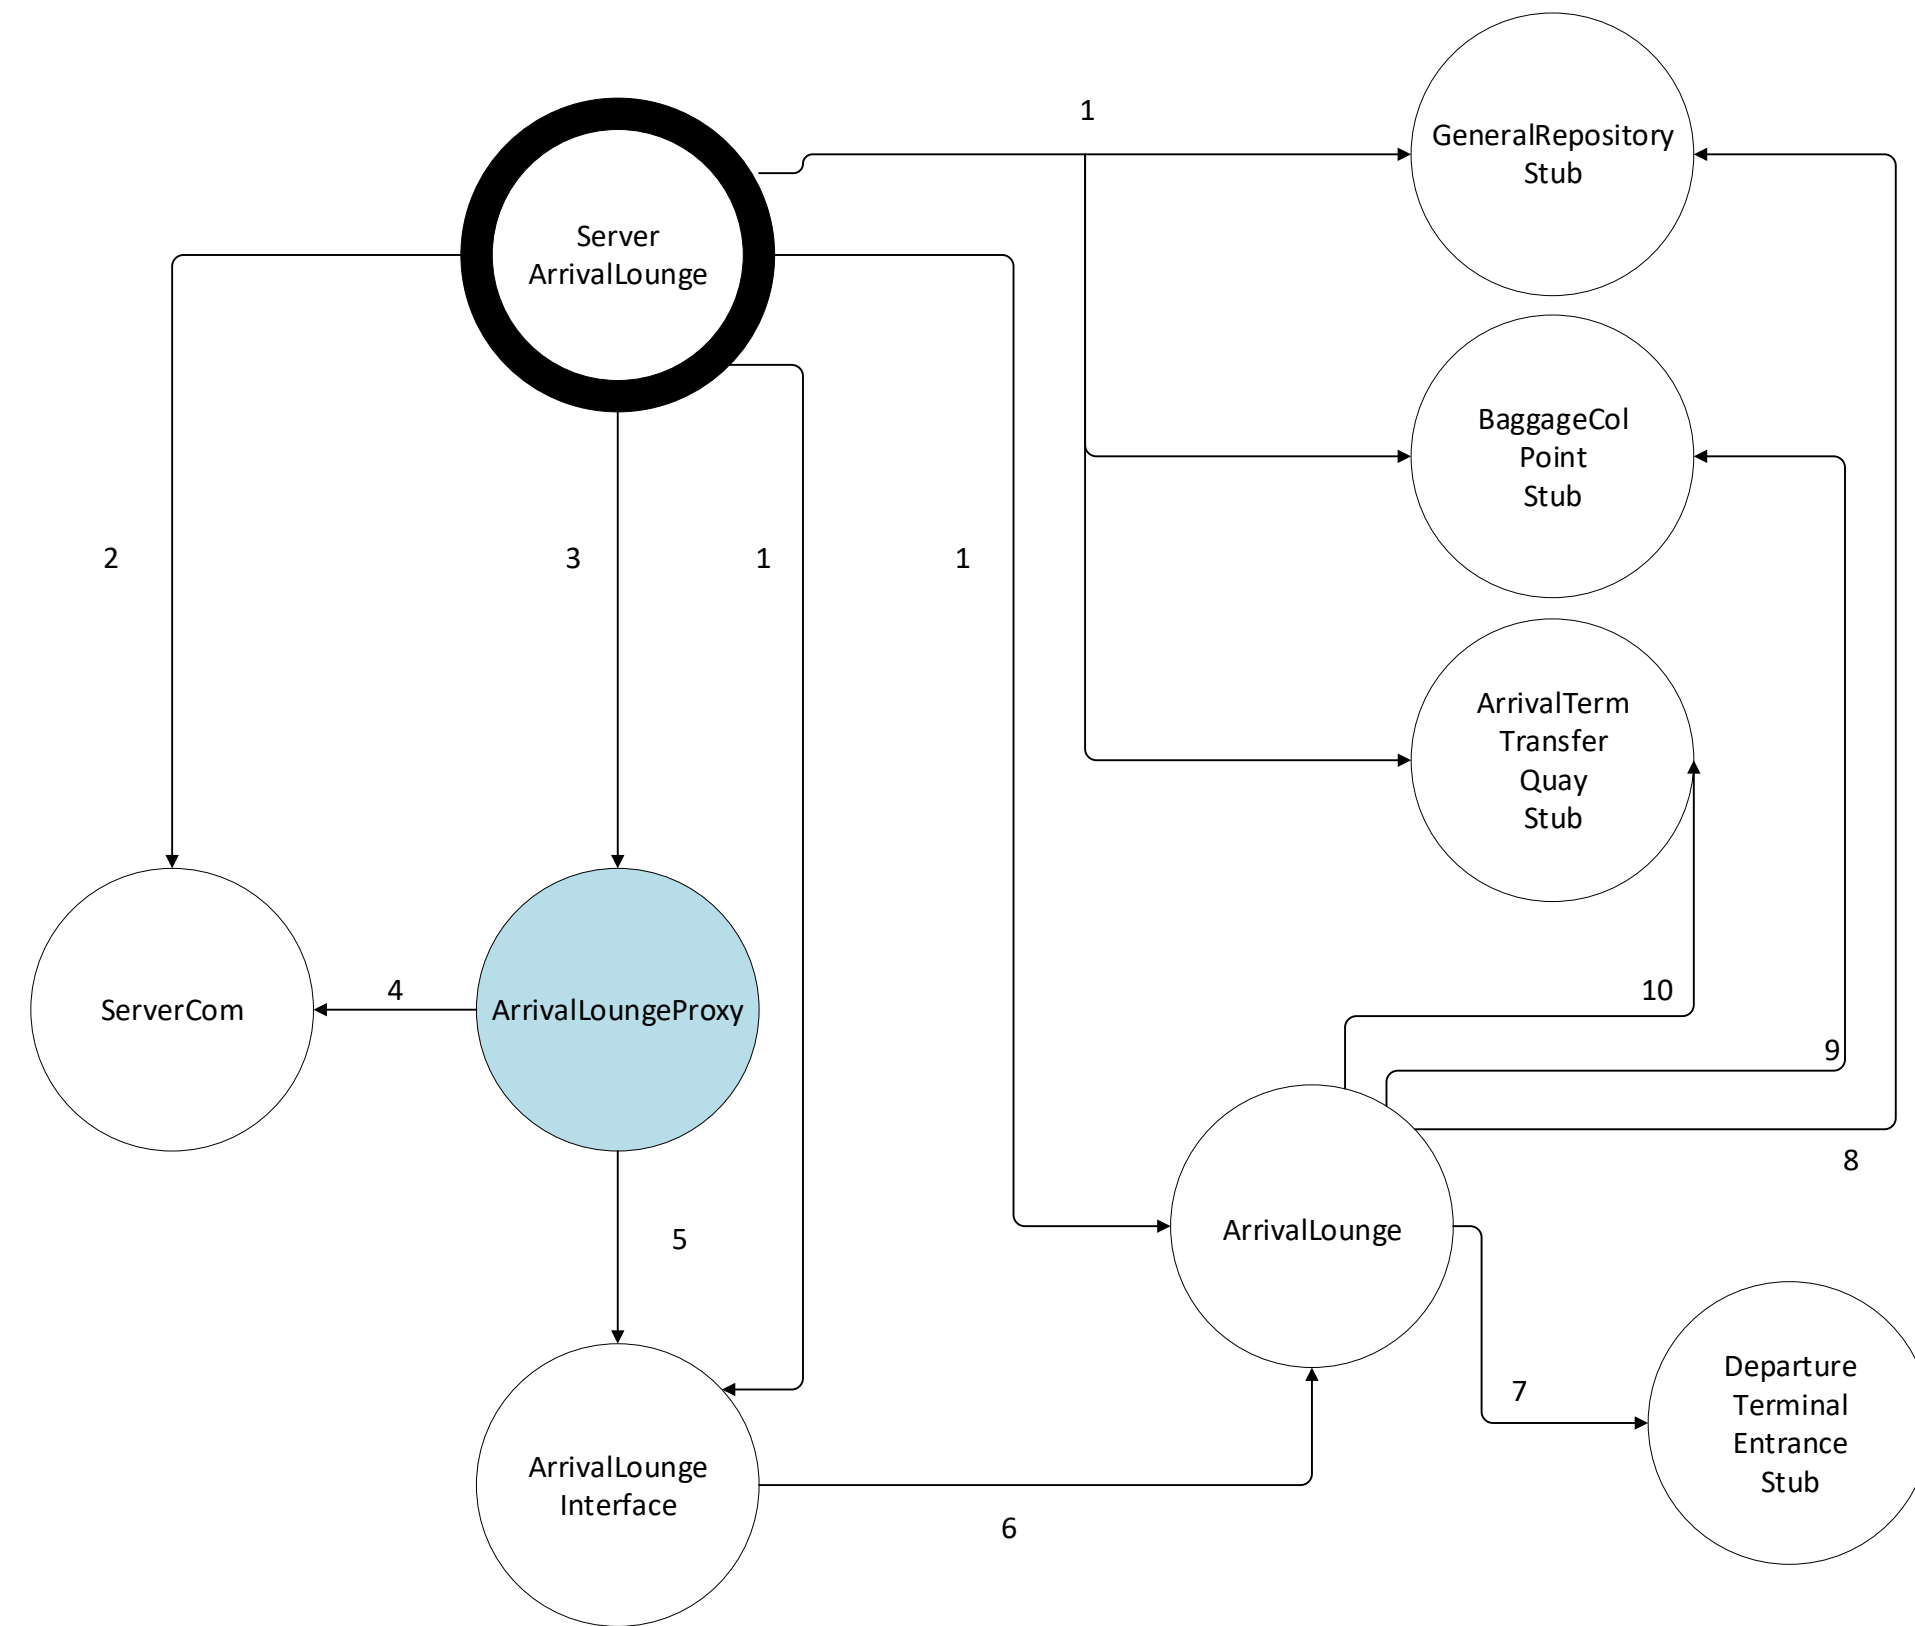 1
GeneralRepository
Stub
Server
ArrivalLounge
BaggageCol
Point
Stub
2
3
1
1
ArrivalTerm
Transfer
Quay
Stub
ServerCom
4
ArrivalLoungeProxy
10
9
8
5
ArrivalLounge
7
Departure
Terminal
Entrance
Stub
ArrivalLounge
Interface
6